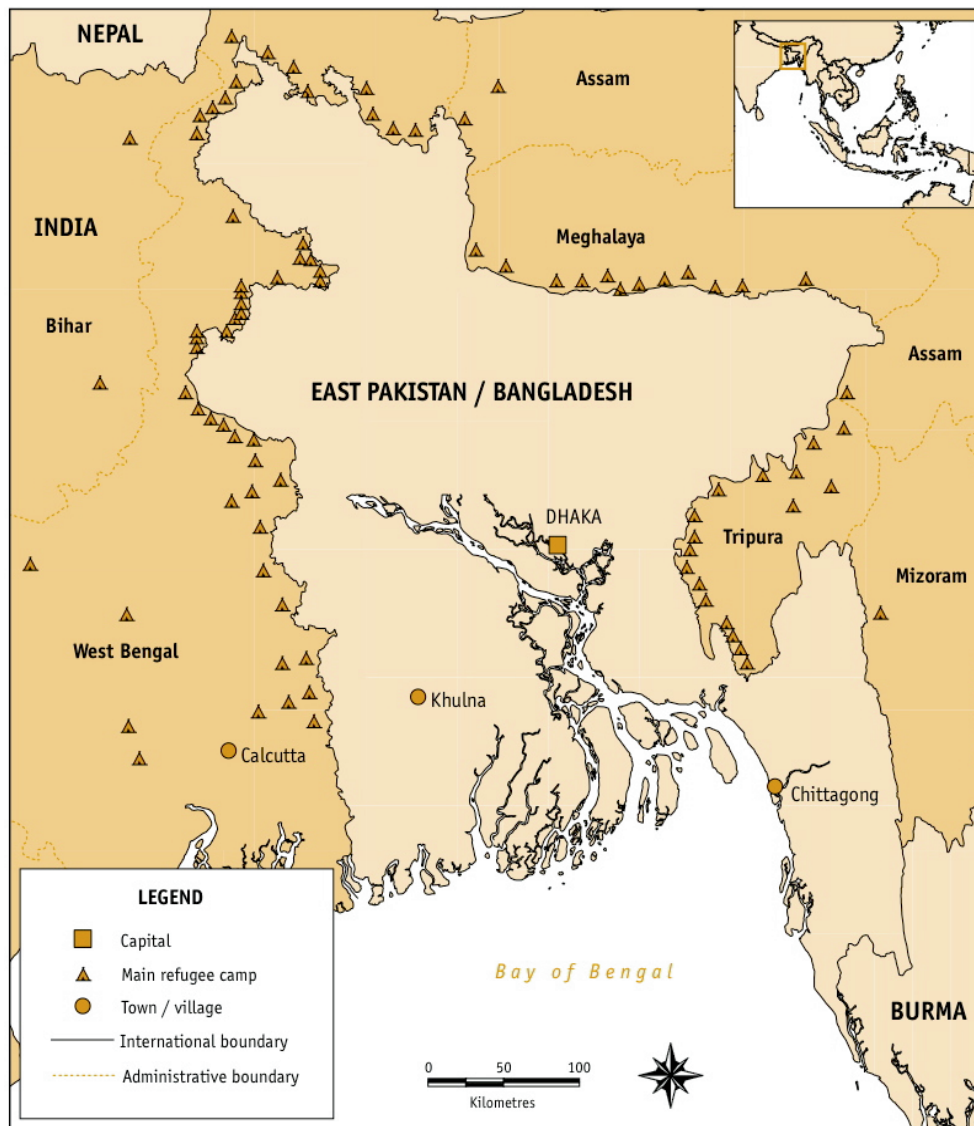 NEPAL
Assam
INDIA
Meghalaya
Bihar
Assam
EAST PAKISTAN / BANGLADESH
DHAKA
Tripura
Mizoram
West Bengal
Khulna
Calcutta
Chittagong
LEGEND
Capital
Main refugee camp
Town / village
International boundary
Administrative boundary
Bay of Bengal
BURMA
0 50 100
Kilometres